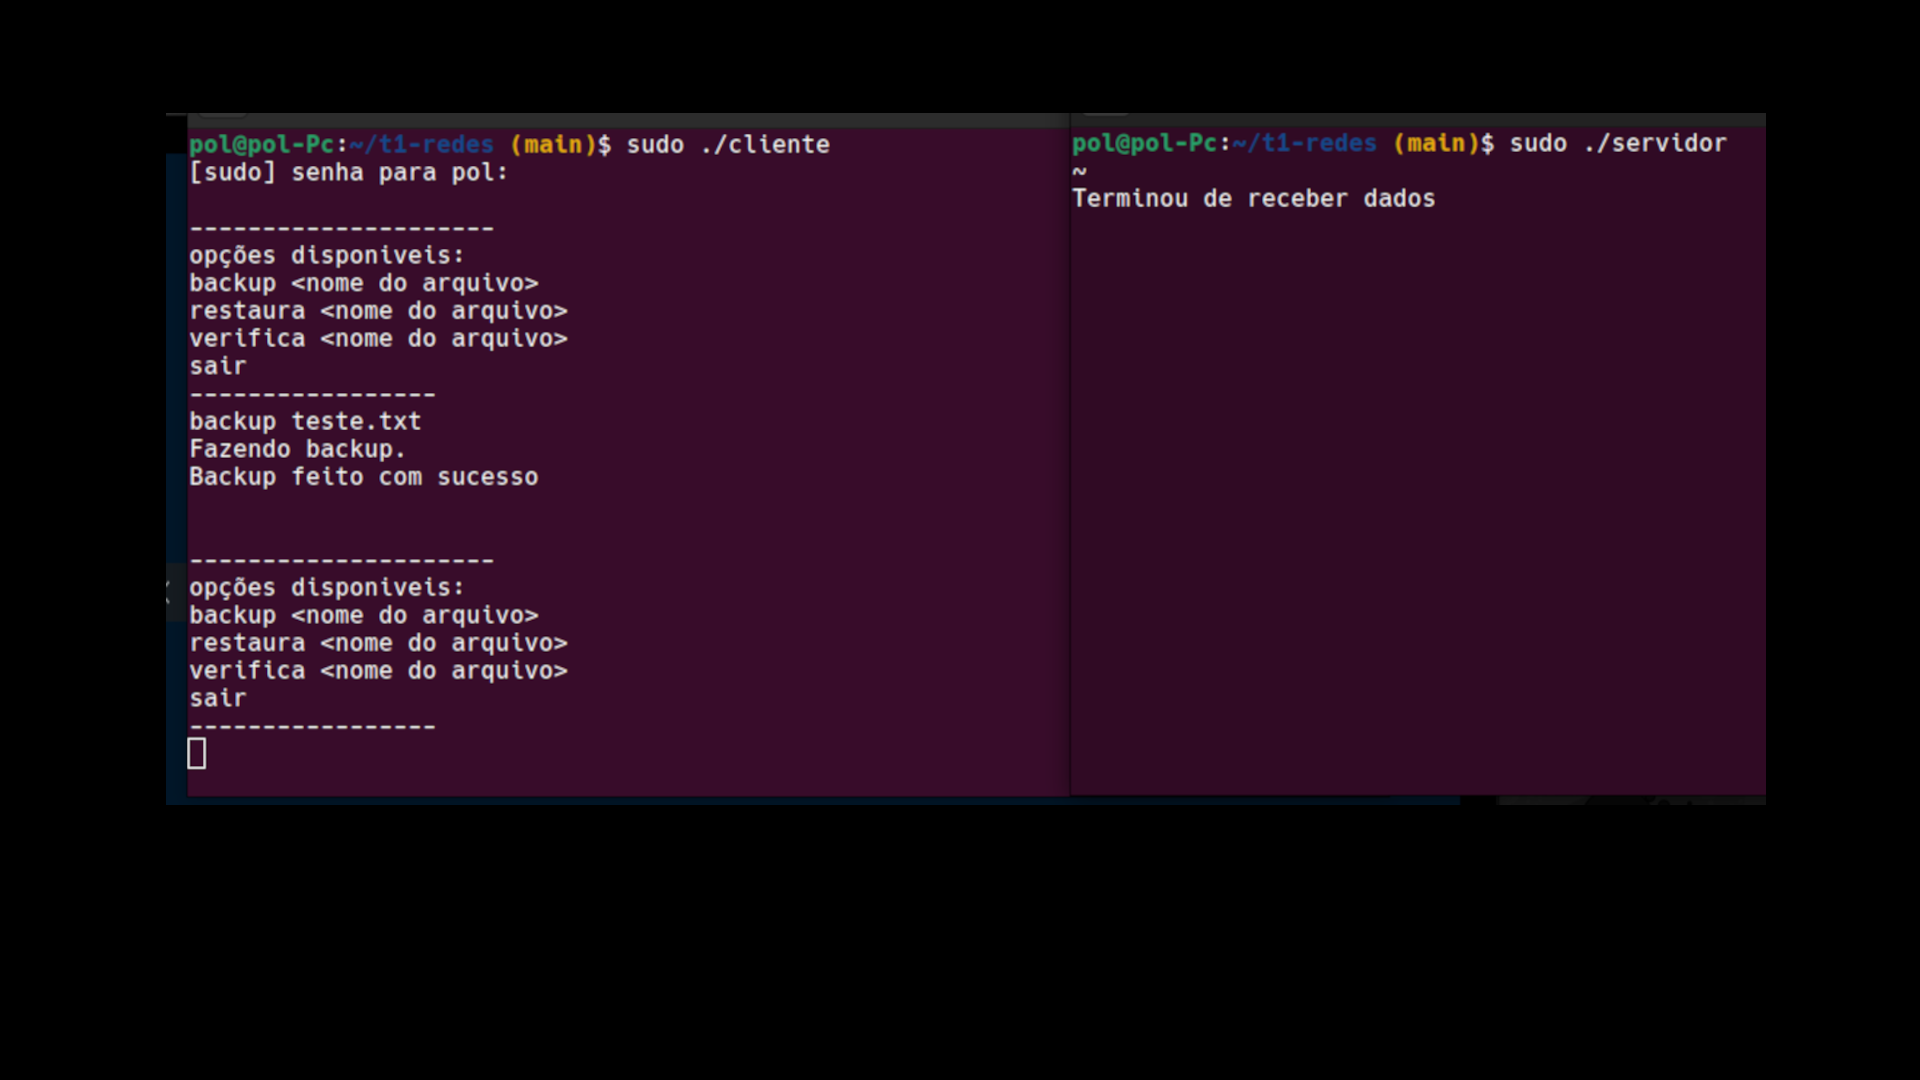 pol@pol-Pc:~/t1-redes (main)$ sudo ./cliente
[sudo] senha para pol:
---------------------
opções disponiveis:
backup <nome do arquivo>
restaura <nome do arquivo>
verifica <nome do arquivo>
sair
-----------------
backup teste.txt
Fazendo backup.
Backup feito com sucesso
---------------------
opções disponiveis:
backup <nome do arquivo>
restaura <nome do arquivo>
verifica <nome do arquivo>
sair
-----------------
pol@pol-Pc:~/t1-redes (main)$ sudo ./servidor
~
Terminou de receber dados